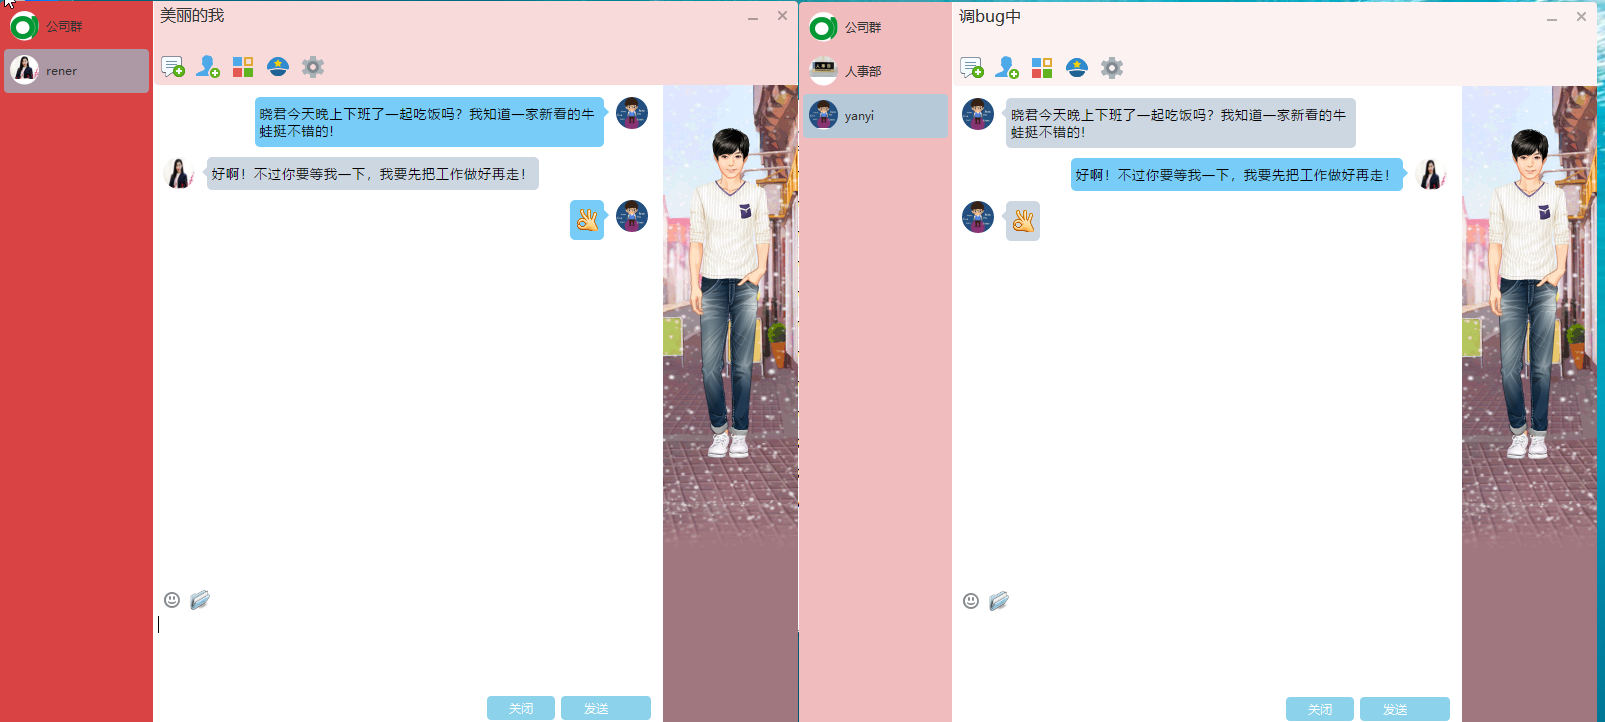 美丽的我
公司群
rener
晓君今天晚上下班了一起吃饭吗？我知道一家新看的牛
蛙挺不错的!
好啊！不过你要等我一下，我要先把工作做好再走!
关闭
发送
调bug中
公司群
人事部
yanyi
晓君今天晚上下班了一起吃饭吗？我知道一家新看的牛
蛙挺不错的!
好啊！不过你要等我一下，我要先把工作做好再走!
关闭
发送